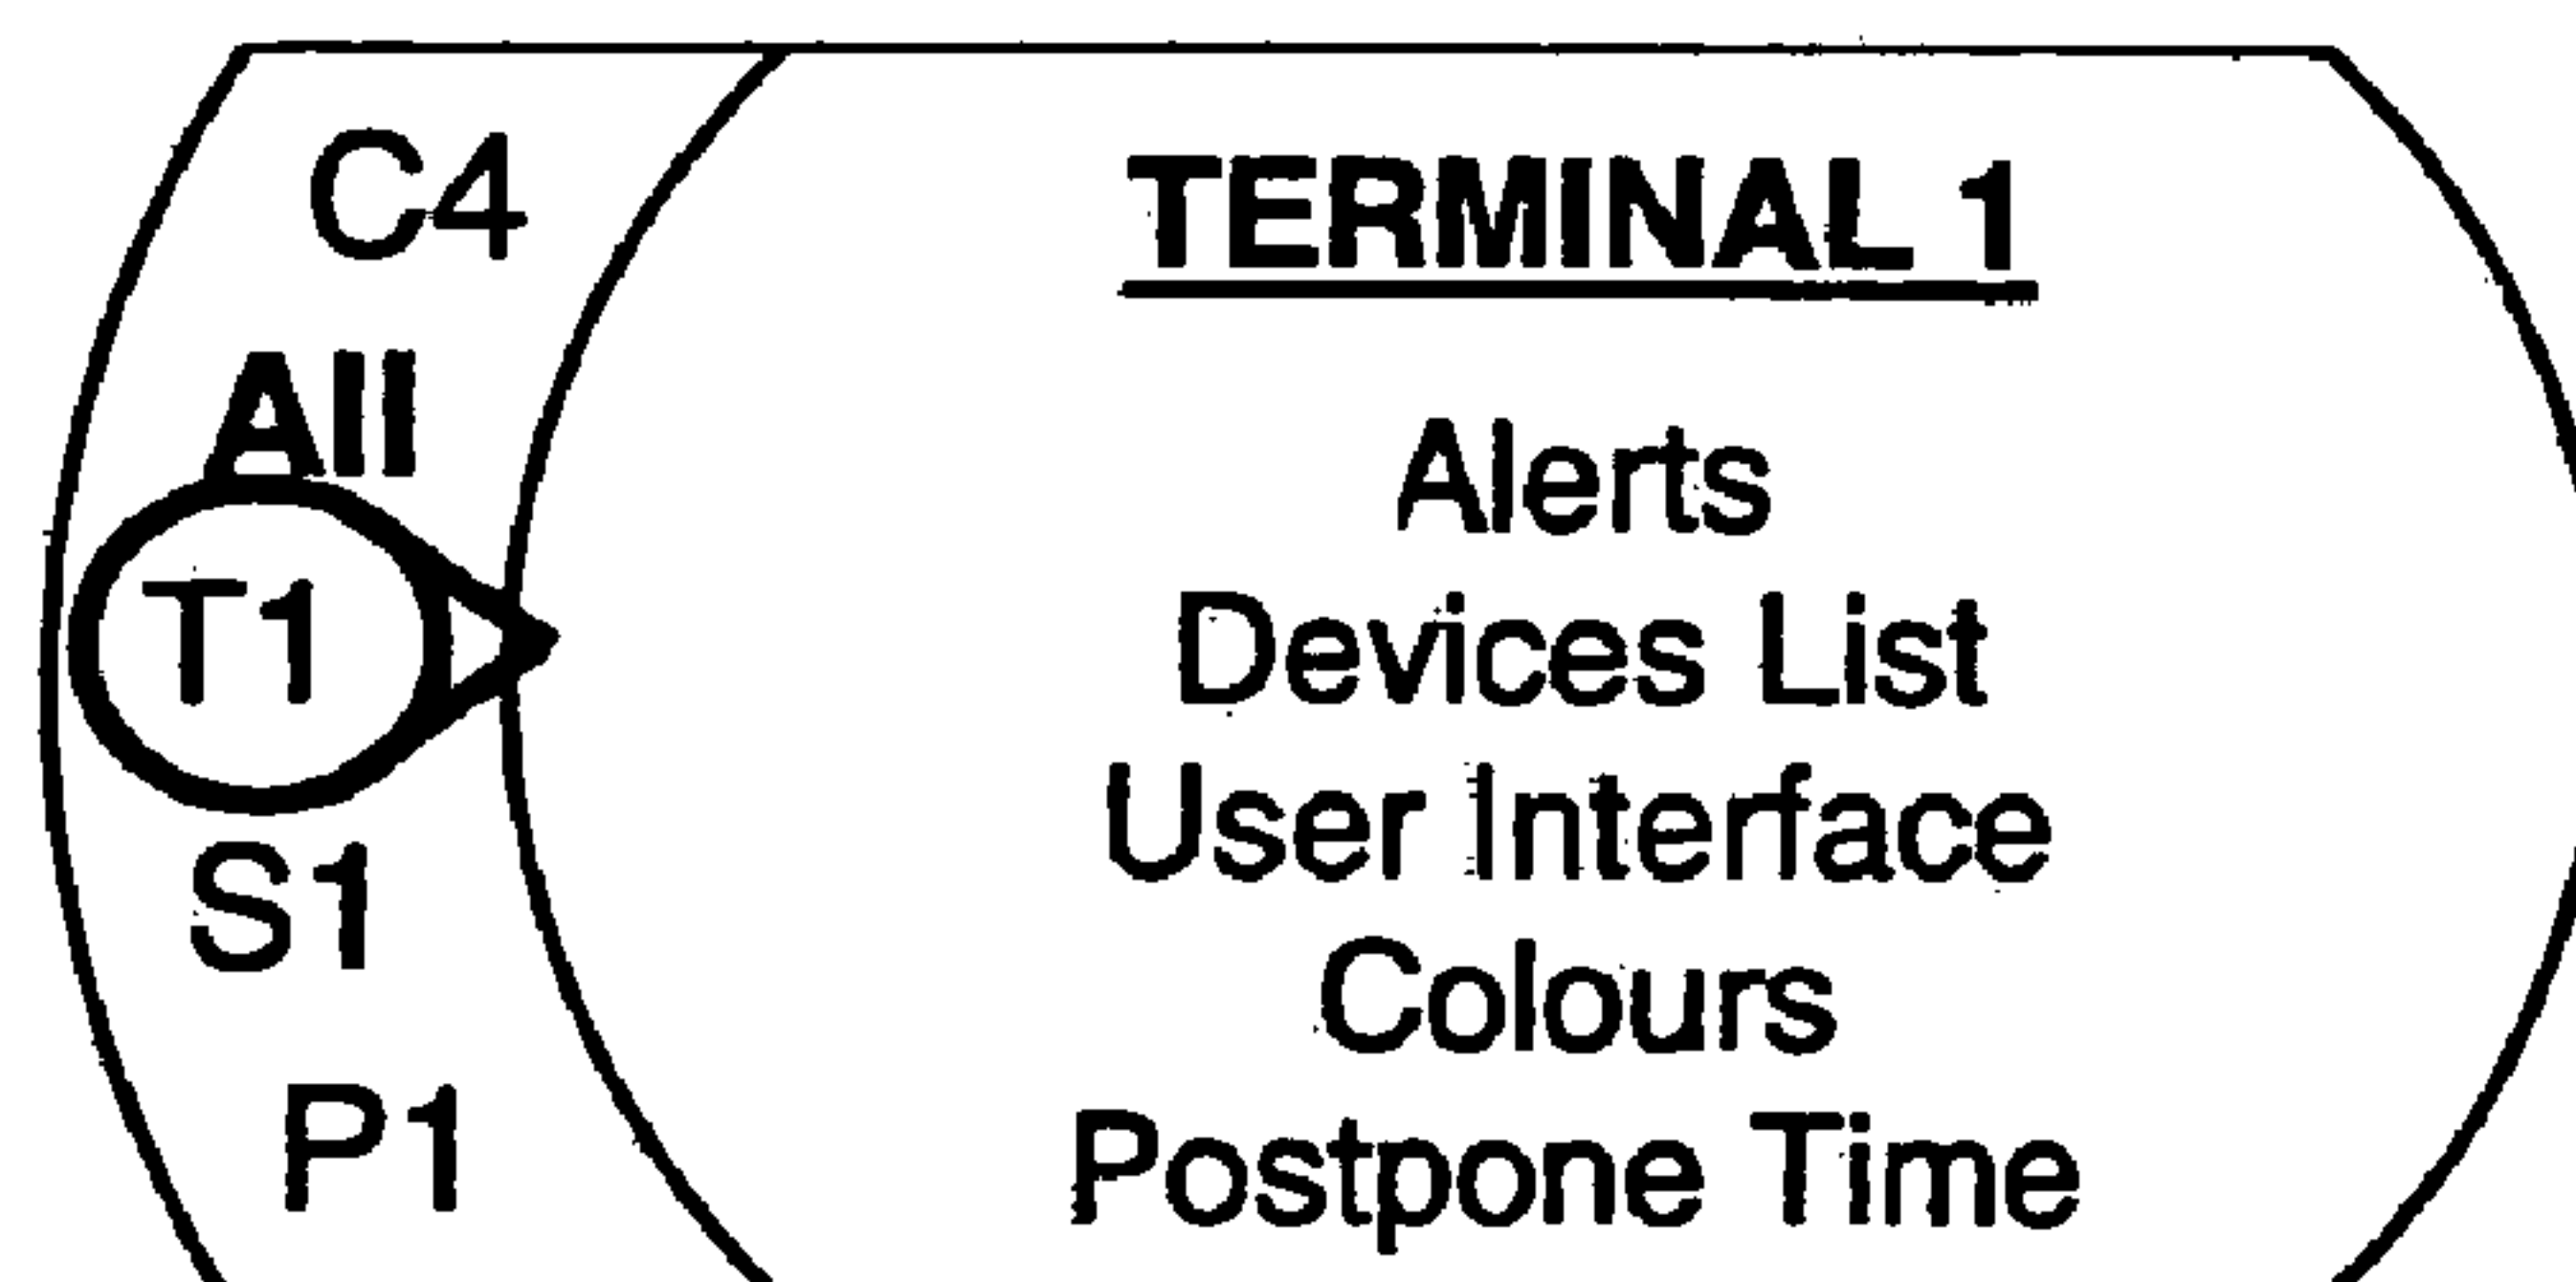 C4
All
T1
S1
P1
TERMINAL 1
Alerts
Devices List
User Interface
Colours
Postpone Time